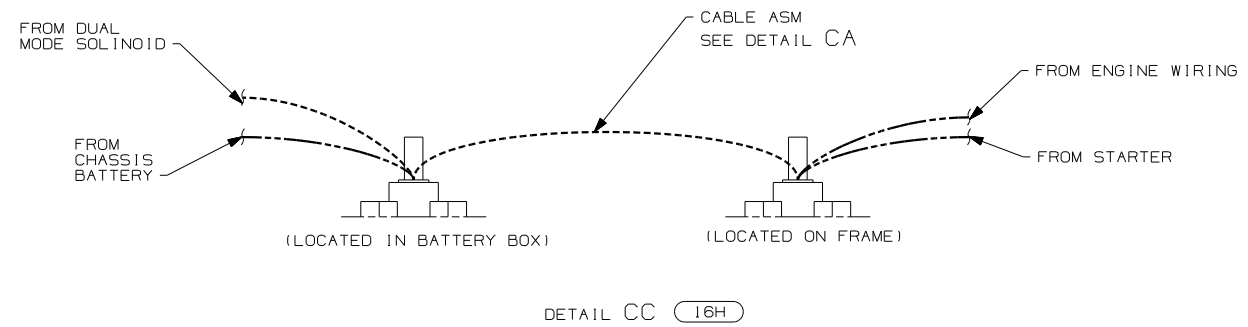 FROM DUAL
MODE SOLINOID
CABLE ASM
SEE DETAIL CA
FROM ENGINE WIRING
FROM
CHASSIS
BATTERY
FROM STARTER
(LOCATED IN BATTERY BOX)
(LOCATED ON FRAME)
DETAIL CC 16H